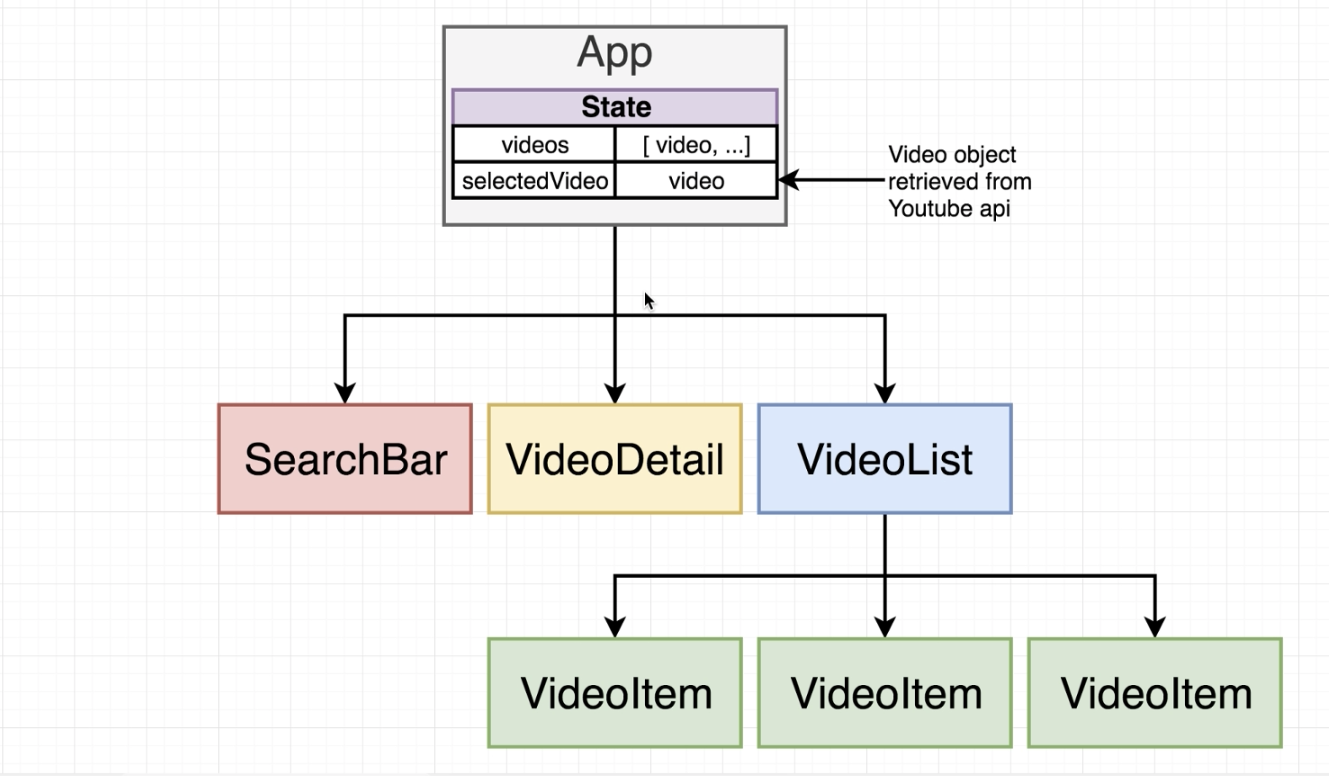 App
State
videos [ video, ...]
selectedVideo video
Video object
retrieved from
Youtube api
SearchBar VideoDetail VideoList
VideoItem VideoItem VideoItem